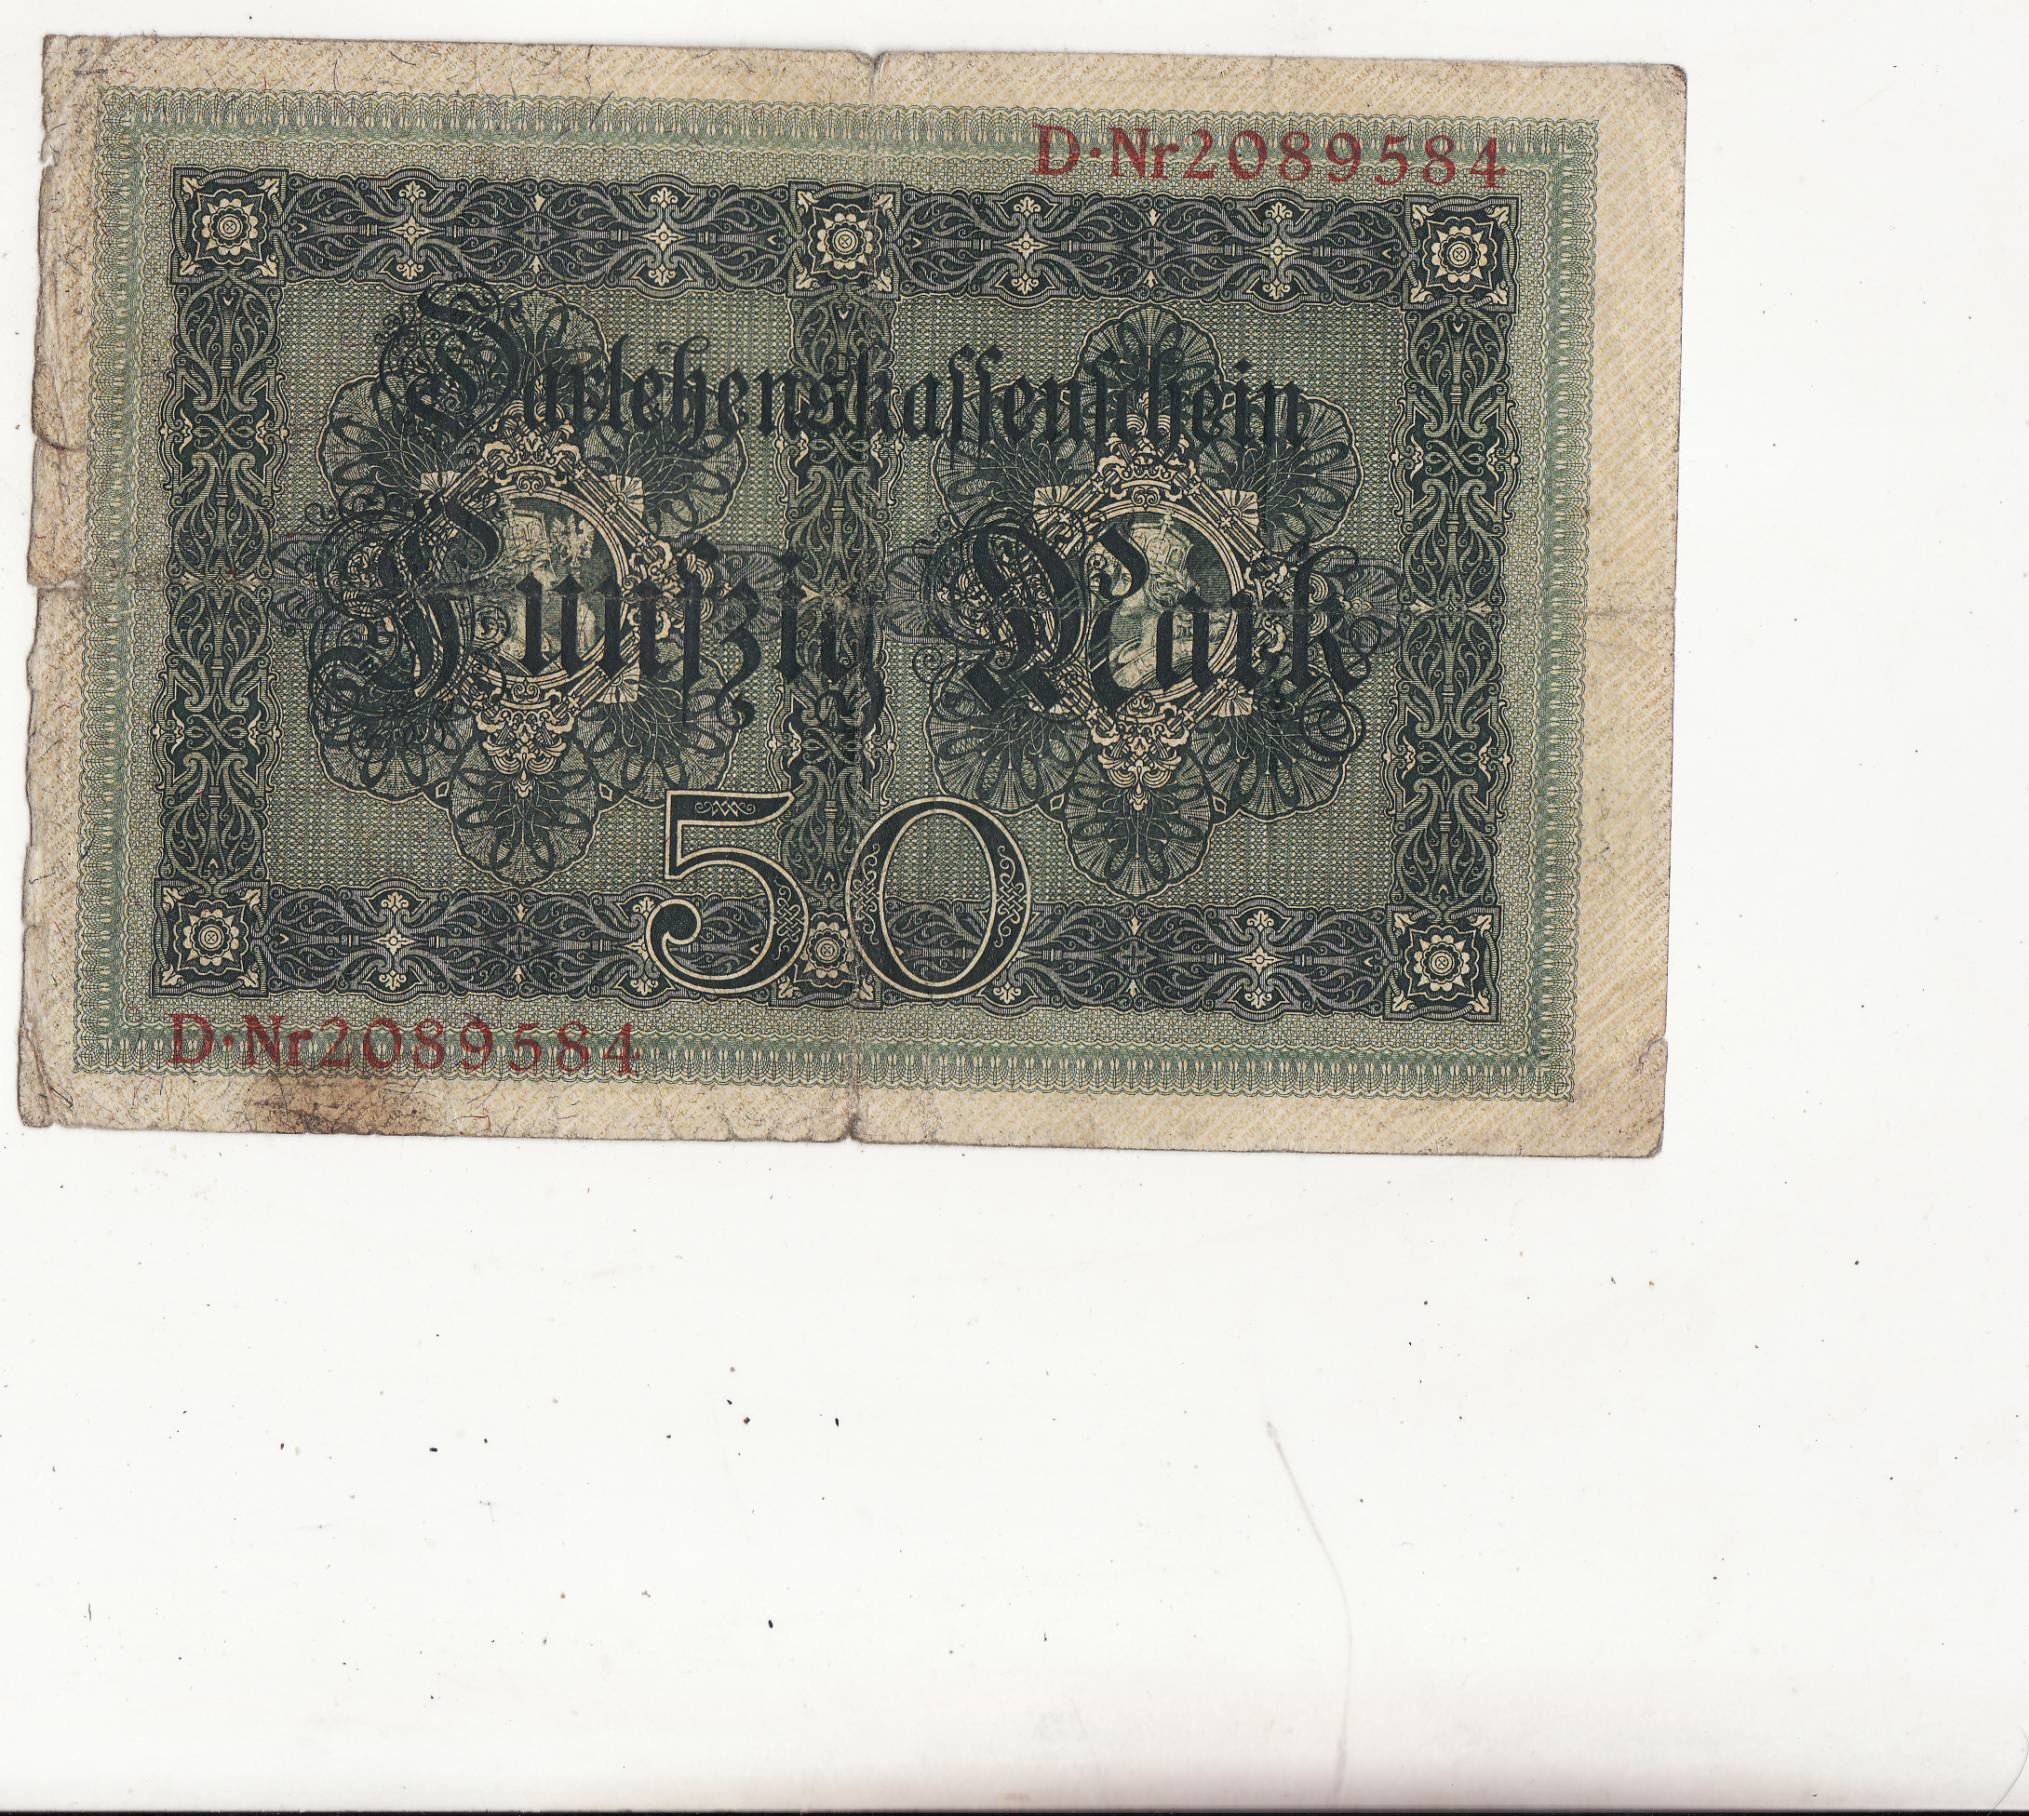 D·Nr2089584
Darlehenskaſſenſchein
Fünfzig Mark
50
D·Nr2089584